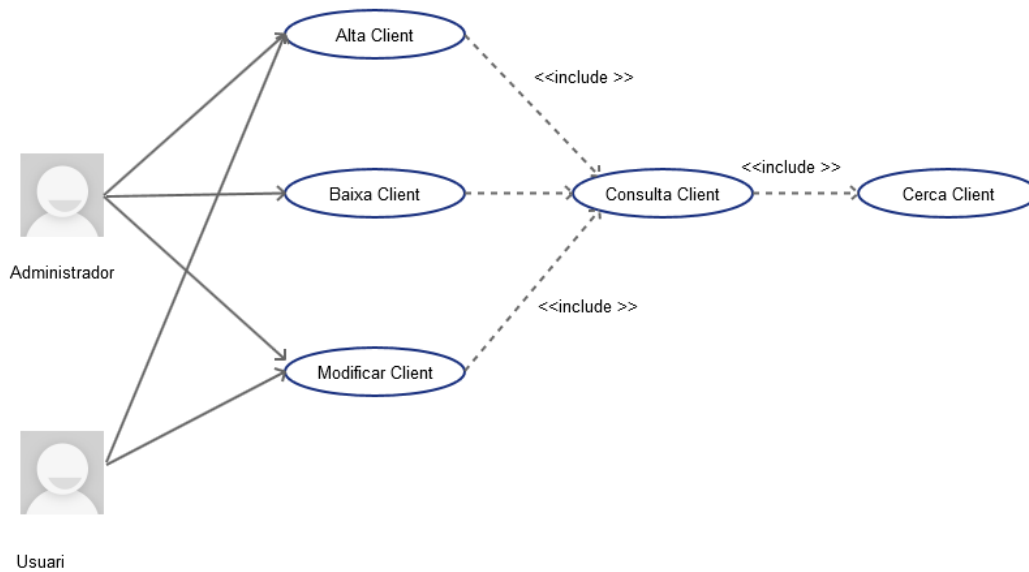 Alta Client
<<include >>
<<include >>
Baixa Client
Consulta Client
Cerca Client
Administrador
<<include >>
Modificar Client
Usuari